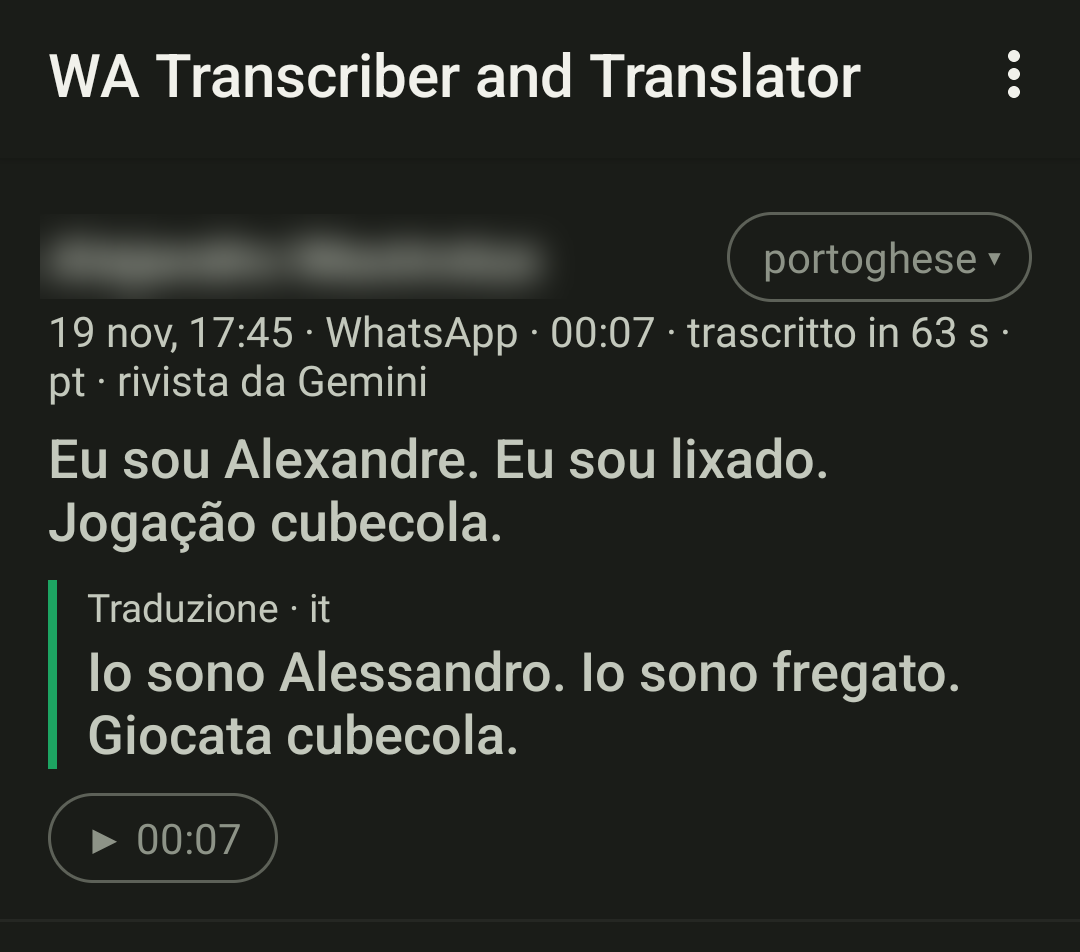 WA Transcriber and Translator
portoghese
19 nov, 17:45 · WhatsApp · 00:07 · trascritto in 63 s ·
pt · rivista da Gemini
Eu sou Alexandre. Eu sou lixado.
Jogação cubecola.
Traduzione · it
Io sono Alessandro. Io sono fregato.
Giocata cubecola.
00:07